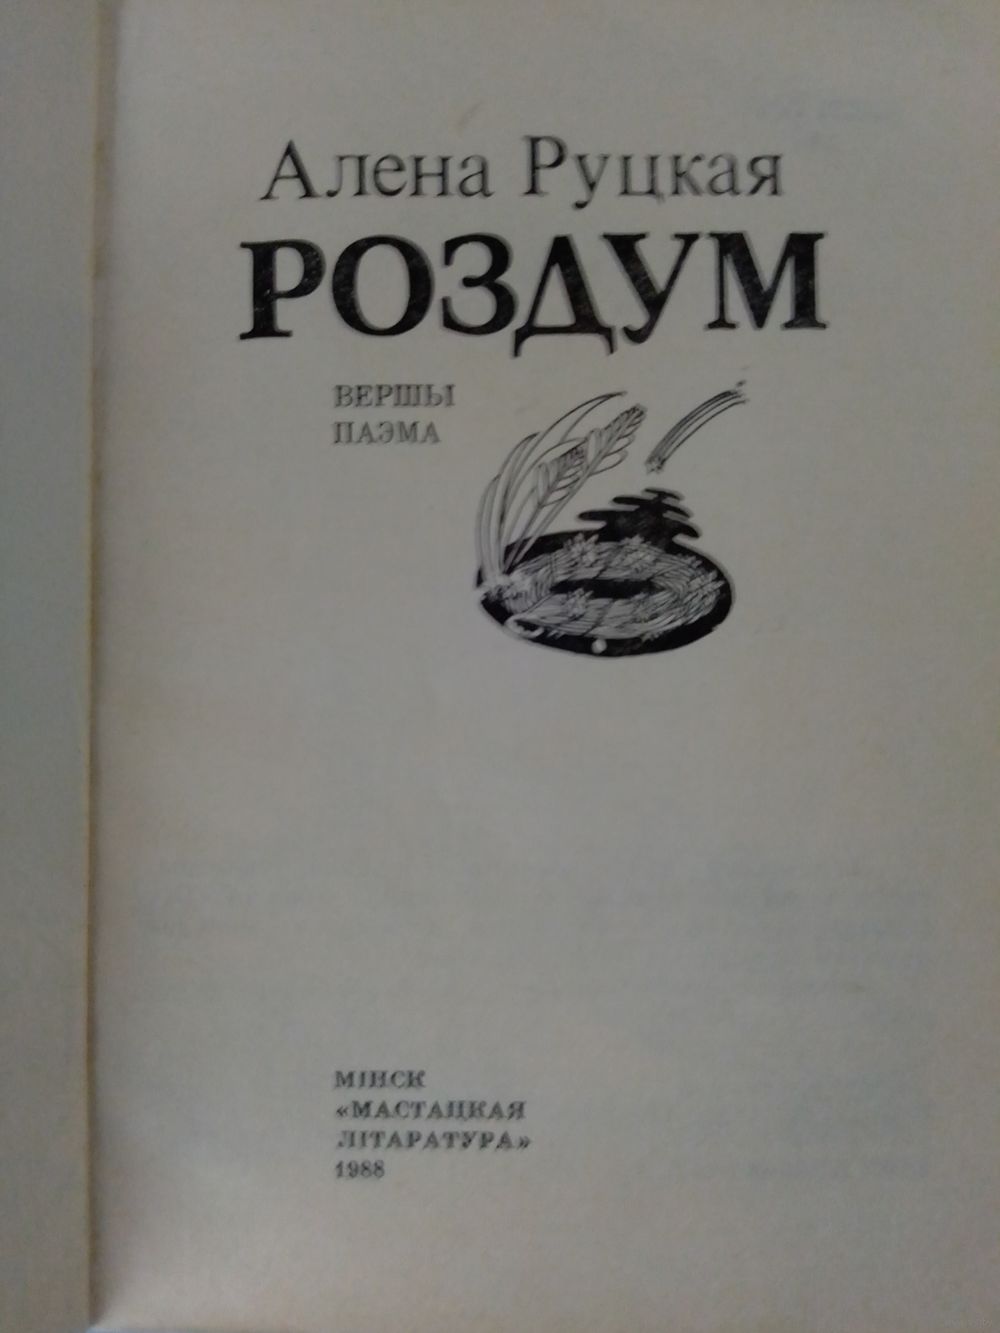 Алена Руцкая
РОЗДУМ
ВЕРШЫ
ПАЭМА
МІНСК
«МАСТАЦКАЯ
ЛІТАРАТУРА»
1988